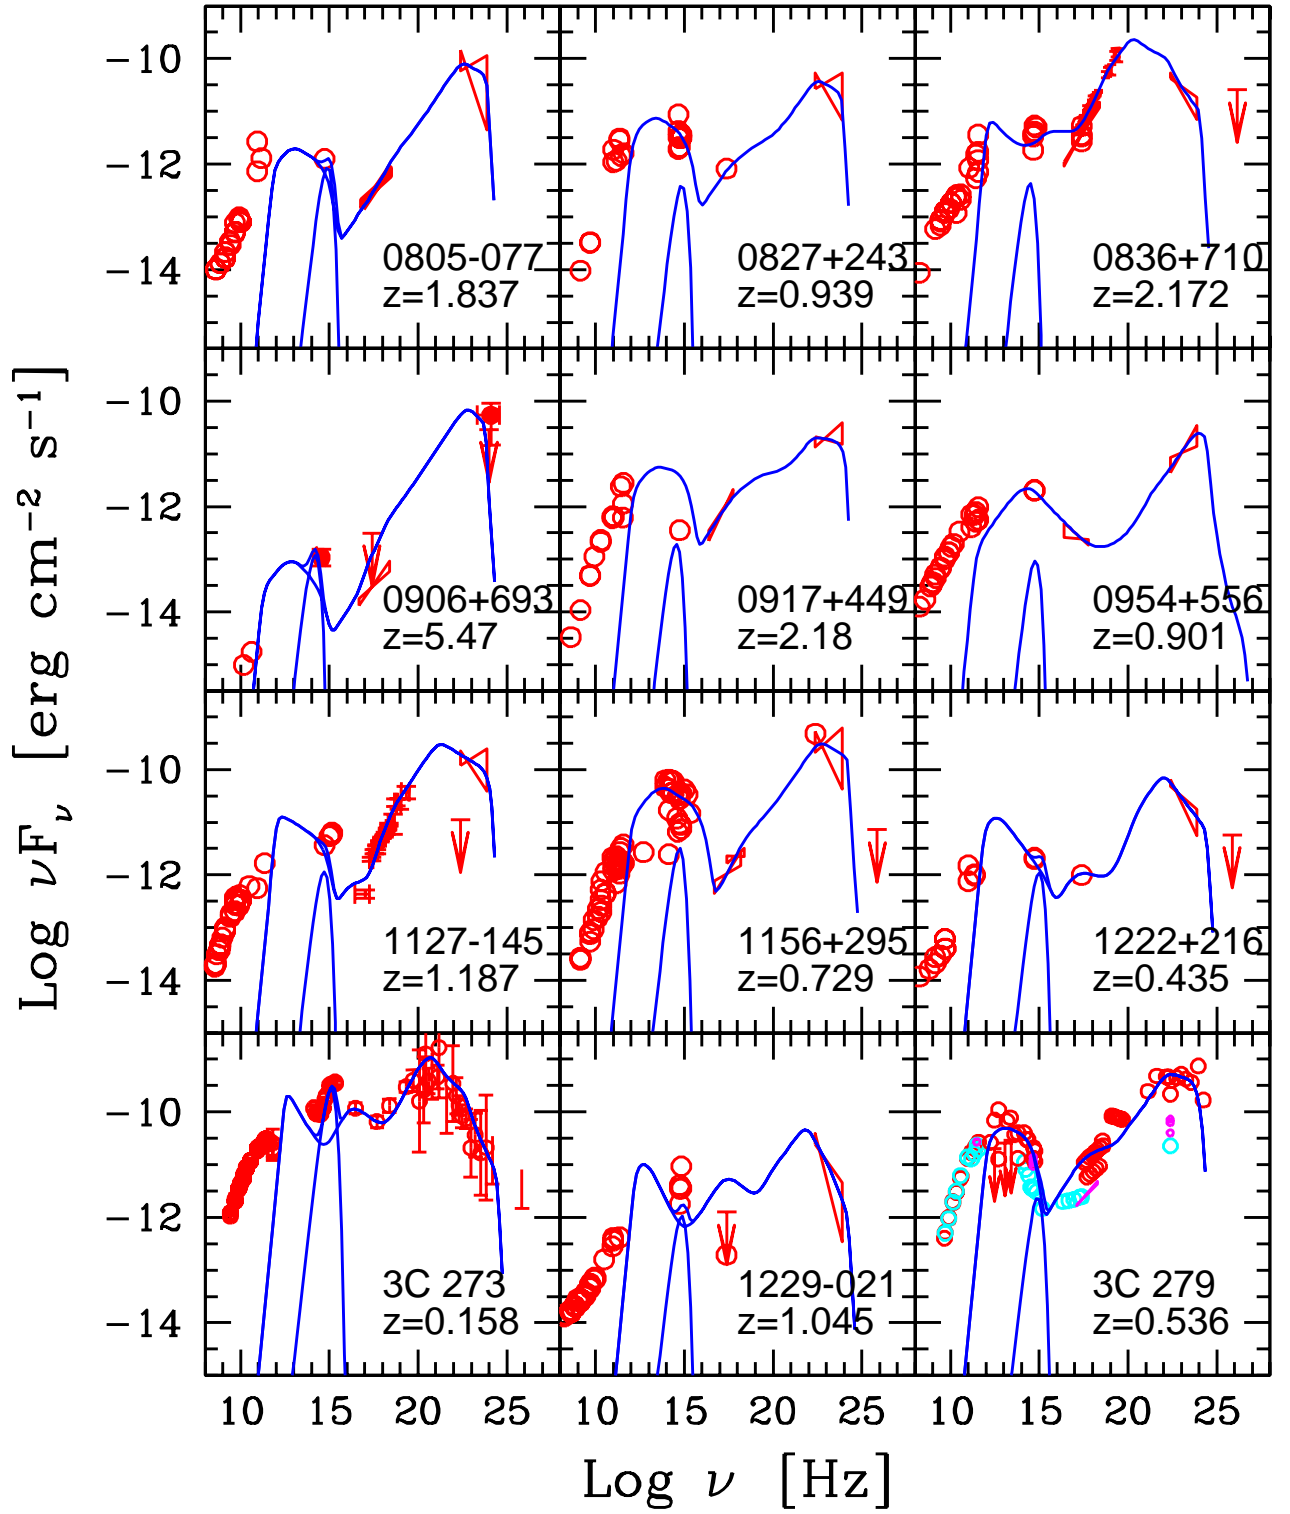 −10
−12
−14
0805-077
z=1.837
0827+243
z=0.939
0836+710
z=2.172
−10
−12
−14
0906+693
z=5.47
0917+449
z=2.18
0954+556
z=0.901
−10
−12
−14
1127-145
z=1.187
1156+295
z=0.729
1222+216
z=0.435
−10
−12
−14
3C 273
z=0.158
1229-021
z=1.045
3C 279
z=0.536
10 15 20 25 10 15 20 25 10 15 20 25
Log ν [Hz]
Log νFν [erg cm−2 s−1]